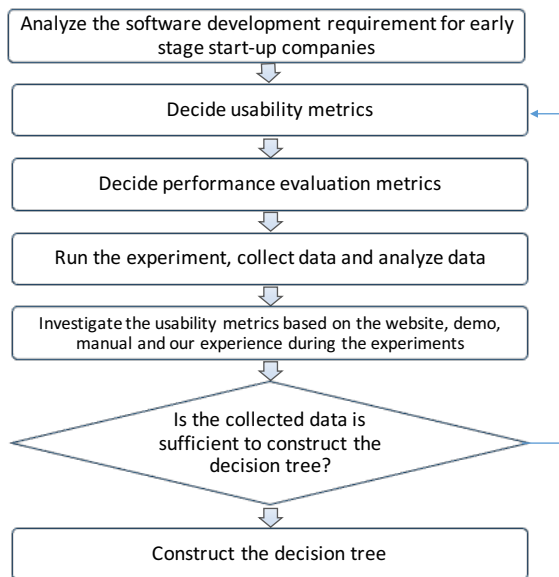 Analyze the software development requirement for early
stage start-up companies
Decide usability metrics
Decide performance evaluation metrics
Run the experiment, collect data and analyze data
Investigate the usability metrics based on the website, demo,
manual and our experience during the experiments
Is the collected data is
sufficient to construct the
decision tree?
Construct the decision tree